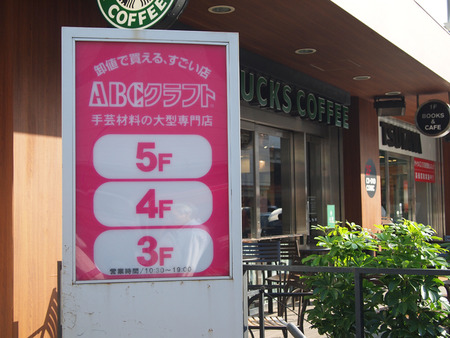 COFFEE
卸値で買える、すごい店
ABCクラフト
手芸材料の大型専門店
5F
4F
3F
営業時間/10:30~19:00
UCKS COFFEE
1F
BOOKS
&
CAFE